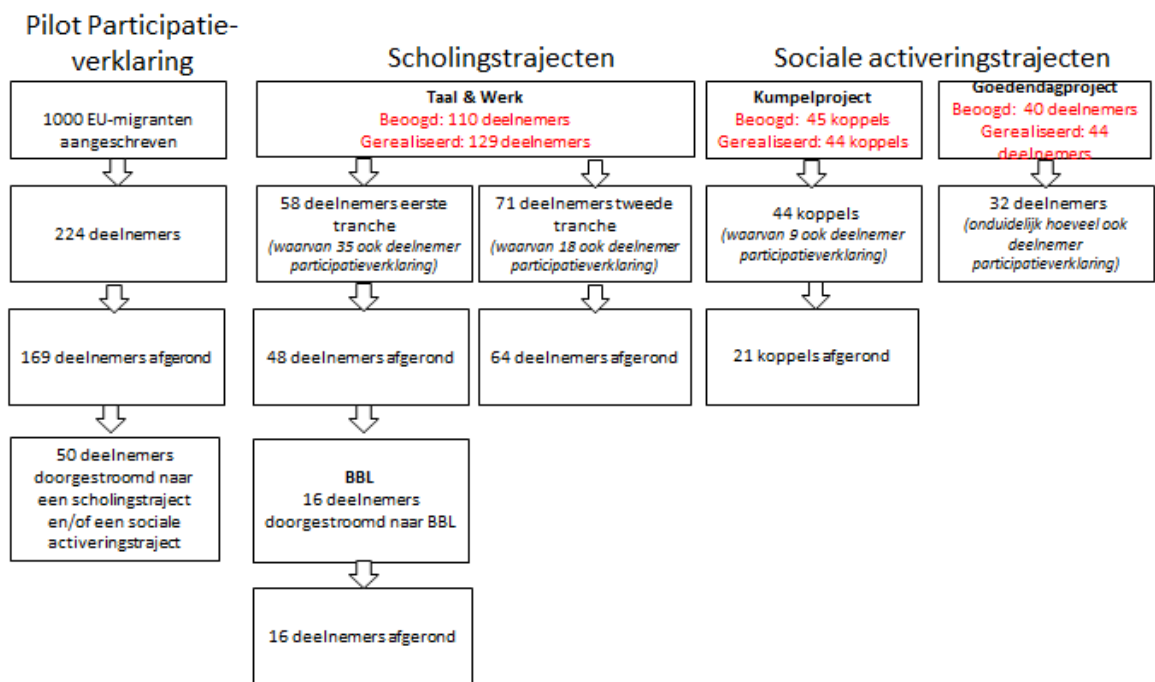 Pilot Participatie-
verklaring
Scholingstrajecten
Sociale activeringstrajecten
1000 EU-migranten
aangeschreven
Taal & Werk
Beoogd: 110 deelnemers
Gerealiseerd: 129 deelnemers
Kumpelproject
Beoogd: 45 koppels
Gerealiseerd: 44 koppels
Goedendagproject
Beoogd: 40 deelnemers
Gerealiseerd: 44
deelnemers
224 deelnemers
58 deelnemers eerste
tranche
(waarvan 35 ook deelnemer
participatieverklaring)
71 deelnemers tweede
tranche
(waarvan 18 ook deelnemer
participatieverklaring)
44 koppels
(waarvan 9 ook deelnemer
participatieverklaring)
32 deelnemers
(onduidelijk hoeveel ook
deelnemer
participatieverklaring)
169 deelnemers afgerond
48 deelnemers afgerond
64 deelnemers afgerond
21 koppels afgerond
50 deelnemers
doorgestroomd naar
een scholingstraject
en/of een sociale
activeringstraject
BBL
16 deelnemers
doorgestroomd naar BBL
16 deelnemers afgerond